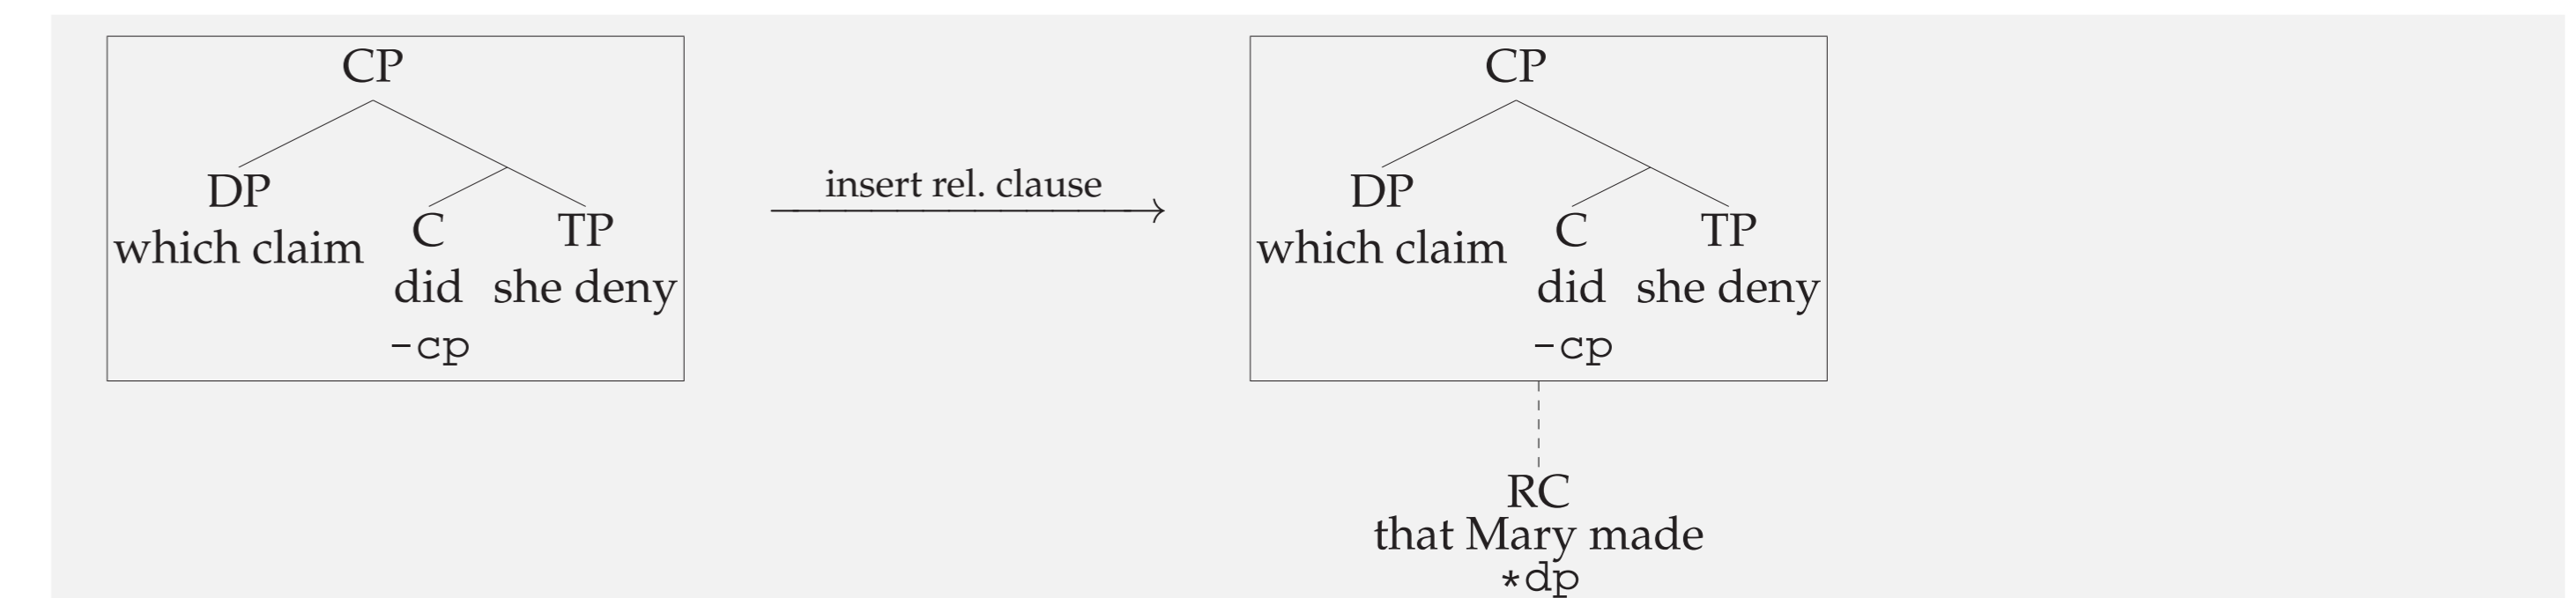 CP
DP
which claim
C
did
-cp
TP
she deny
insert rel. clause
CP
DP
which claim
C
did
-cp
TP
she deny
RC
that Mary made
*dp